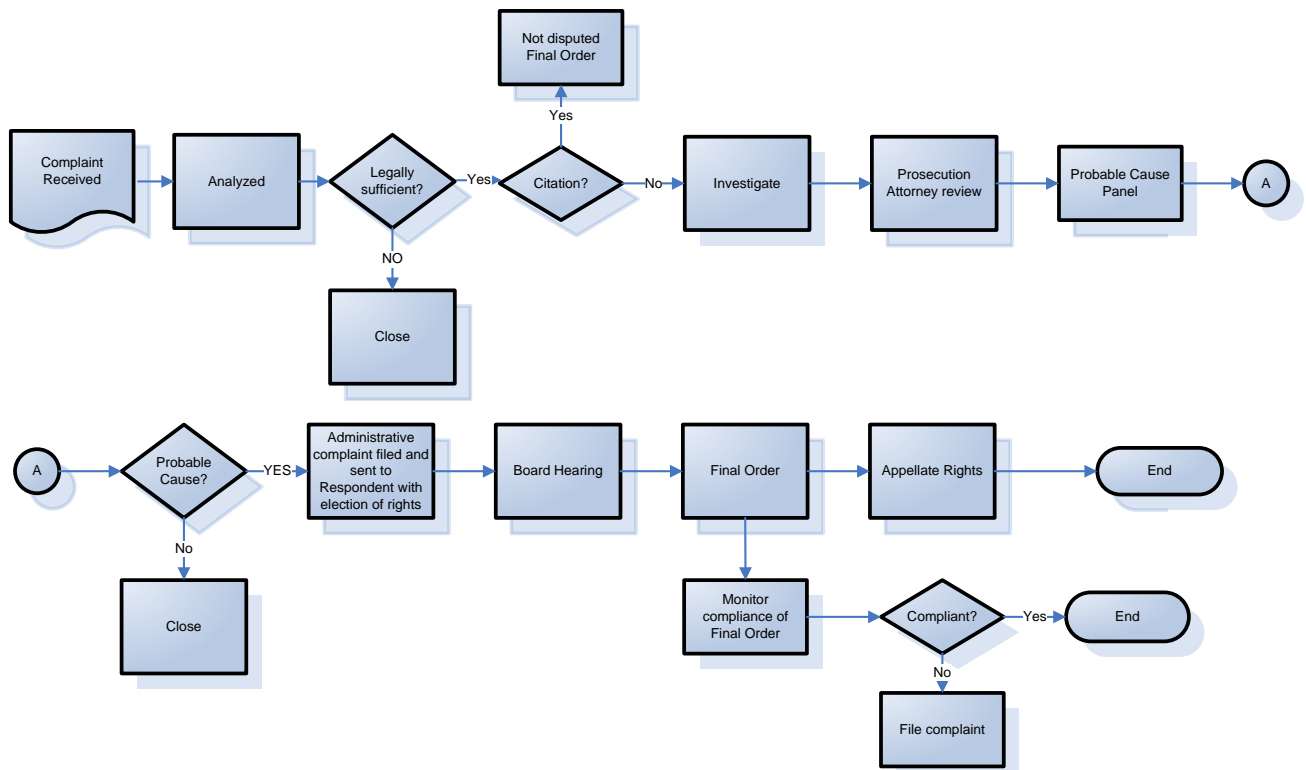 Not disputed
Final Order
Yes
Complaint
Received
Analyzed
Legally
sufficient?
Yes
Citation?
No
Investigate
Prosecution
Attorney review
Probable Cause
Panel
A
NO
Close
A
Probable
Cause?
YES
Administrative
complaint filed and
sent to
Respondent with
election of rights
Board Hearing
Final Order
Appellate Rights
End
No
Close
Monitor
compliance of
Final Order
Compliant?
Yes
End
No
File complaint